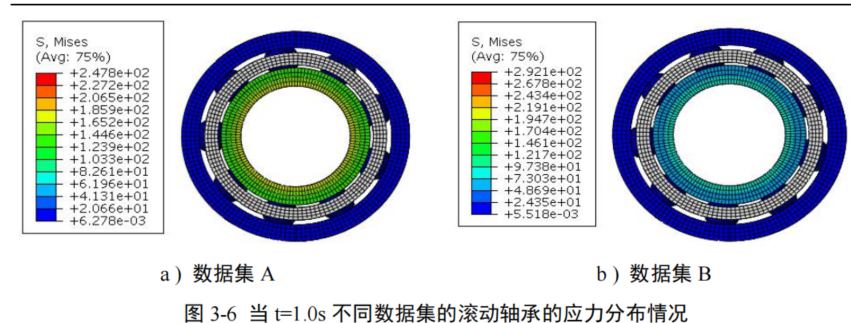 S, Mises
(Avg: 75%)
+2.478e+02
+2.272e+02
+2.065e+02
+1.859e+02
+1.652e+02
+1.446e+02
+1.239e+02
+1.033e+02
+8.261e+01
+6.196e+01
+4.131e+01
+2.066e+01
+6.278e-03
S, Mises
(Avg: 75%)
+2.921e+02
+2.678e+02
+2.434e+02
+2.191e+02
+1.947e+02
+1.704e+02
+1.461e+02
+1.217e+02
+9.738e+01
+7.303e+01
+4.869e+01
+2.435e+01
+5.518e-03
a）数据集 A
b）数据集 B
图 3-6 当 t=1.0s 不同数据集的滚动轴承的应力分布情况